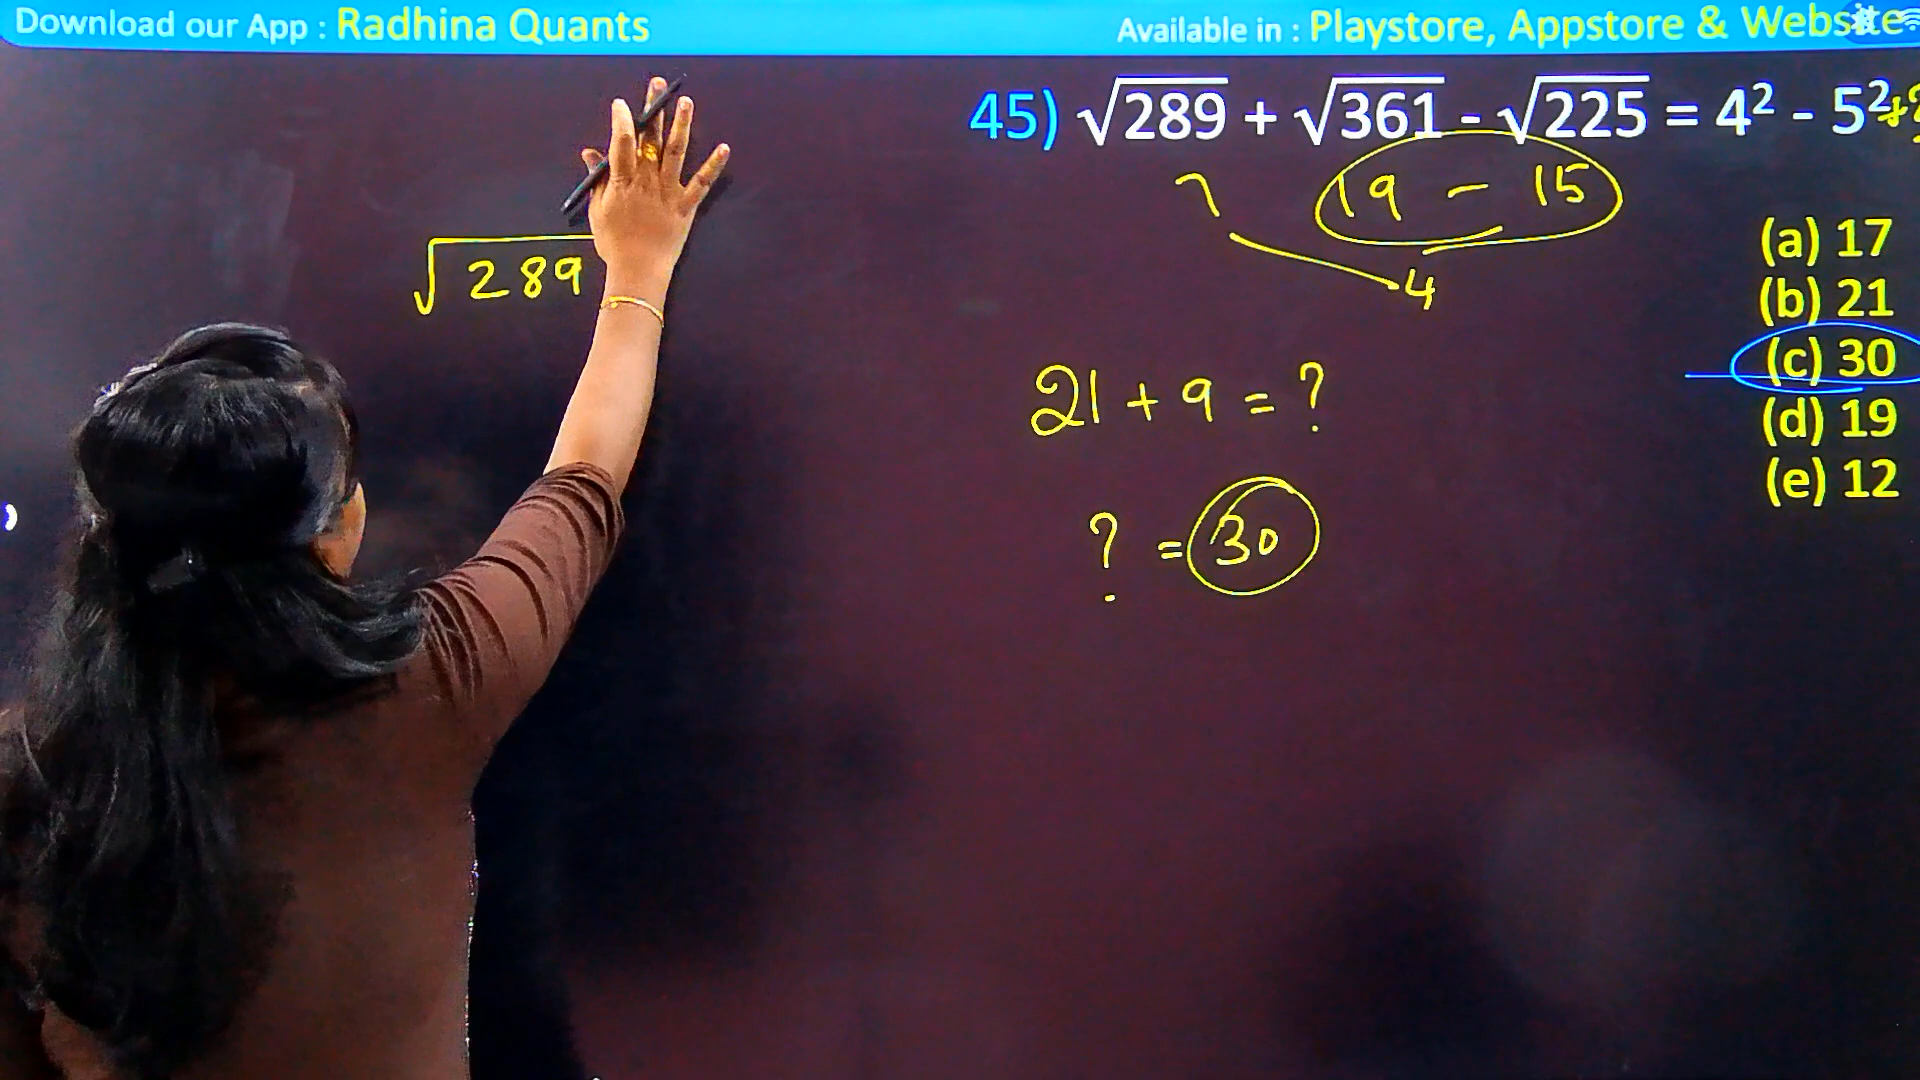 Download our App : Radhina Quants
Available in : Playstore, Appstore & Website
45) √289 + √361 - √225 = 4² - 5² +?
19 - 15
4
√289
(a) 17
(b) 21
(c) 30
(d) 19
(e) 12
21 + 9 = ?
? = 30